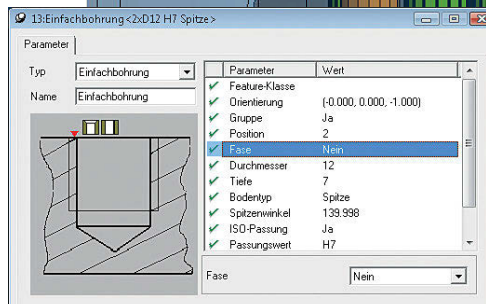 13:Einfachbohrung<2xD12 H7 Spitze>
Parameter
Typ Einfachbohrung
Name Einfachbohrung
Parameter Wert
Feature-Klasse
Orientierung (-0.000, 0.000, -1.000)
Gruppe Ja
Position 2
Fase Nein
Durchmesser 12
Tiefe 7
Bodentyp Spitze
Spitzenwinkel 139.998
ISO-Passung Ja
Passungswert H7
Fase Nein